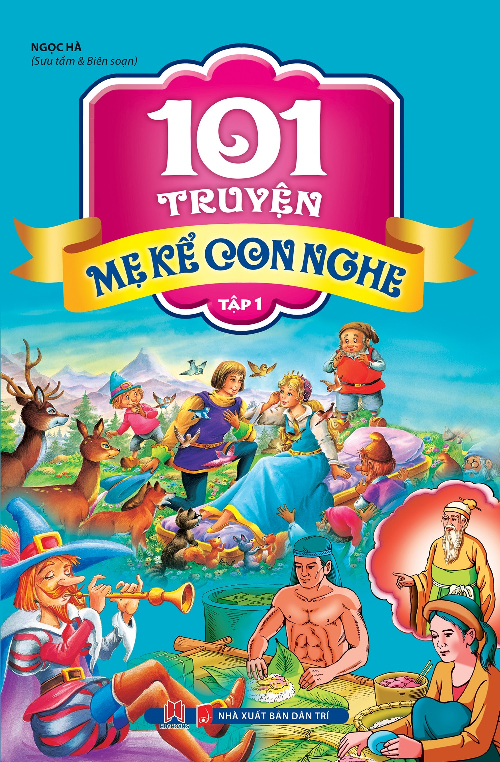 NGỌC HÀ
(Sưu tầm & Biên soạn)
101
TRUYỆN
MẸ KỂ CON NGHE
TẬP 1
NHÀ XUẤT BẢN DÂN TRÍ